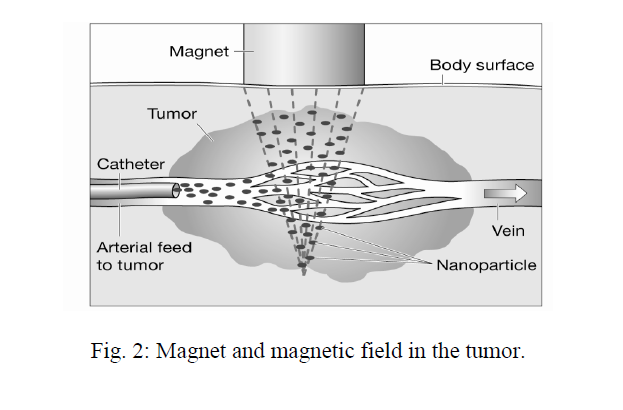 Magnet
Body surface
Tumor
Catheter
Arterial feed
to tumor
Vein
Nanoparticle
Fig. 2: Magnet and magnetic field in the tumor.